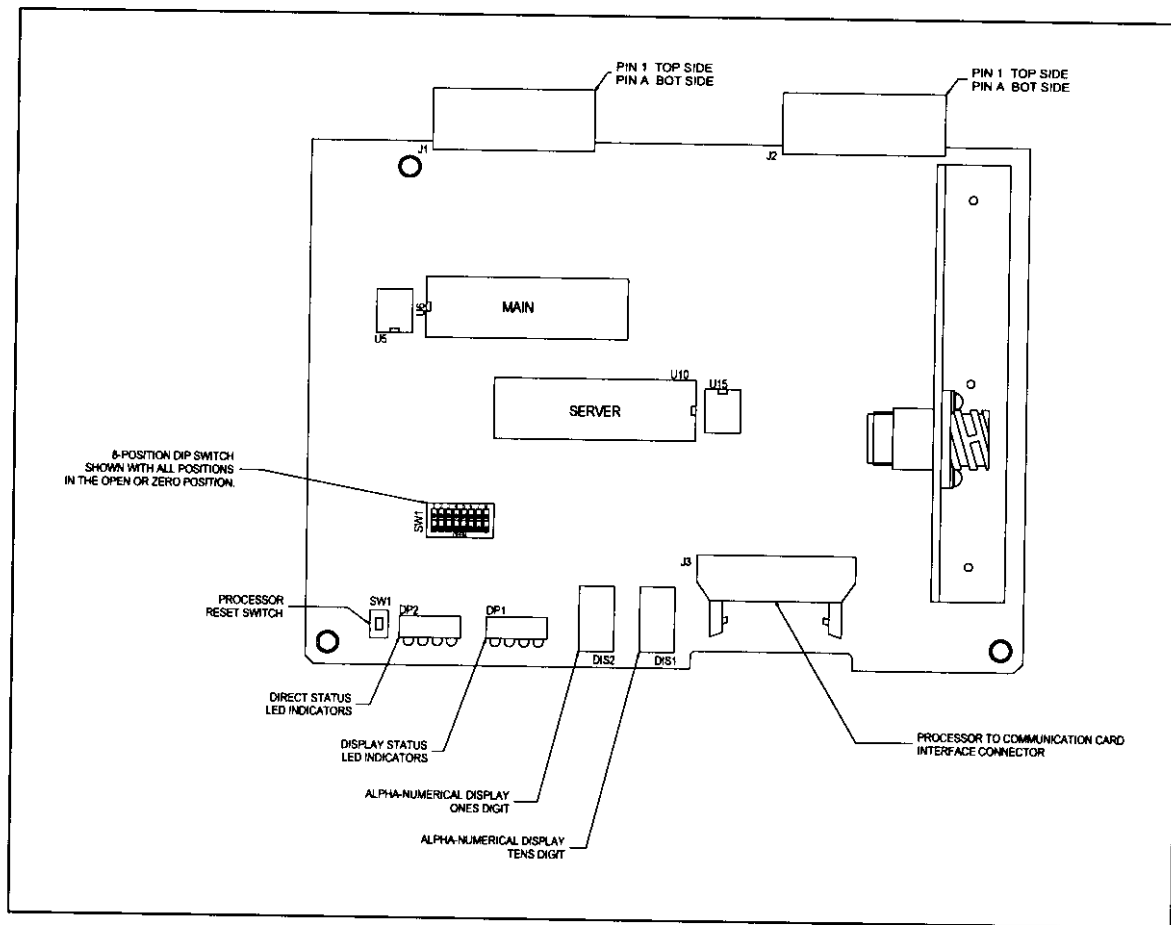 PIN 1 TOP SIDE
PIN A BOT SIDE
PIN 1 TOP SIDE
PIN A BOT SIDE
J1
J2
U6
MAIN
U5
U10
U15
SERVER
8-POSITION DIP SWITCH
SHOWN WITH ALL POSITIONS
IN THE OPEN OR ZERO POSITION.
SW1
J3
PROCESSOR
RESET SWITCH
SW1
DP2
DP1
DIS2
DIS1
DIRECT STATUS
LED INDICATORS
DISPLAY STATUS
LED INDICATORS
PROCESSOR TO COMMUNICATION CARD
INTERFACE CONNECTOR
ALPHA-NUMERICAL DISPLAY
ONES DIGIT
ALPHA-NUMERICAL DISPLAY
TENS DIGIT